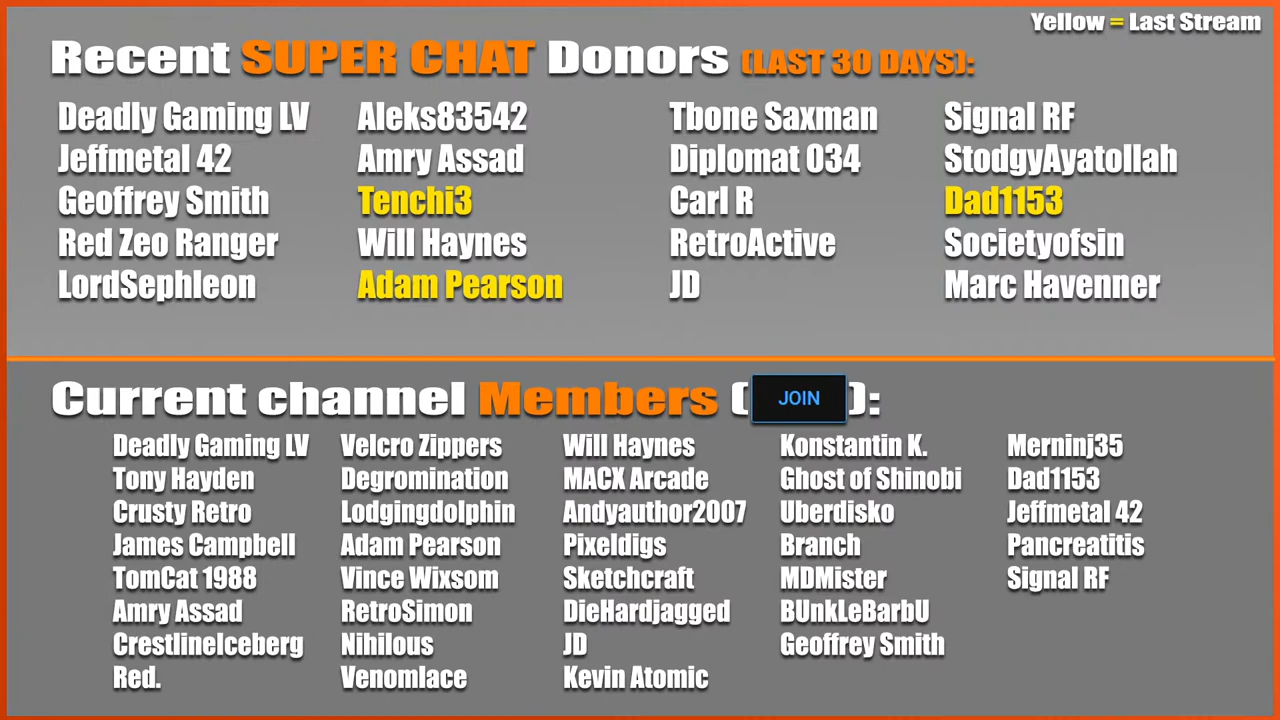 Yellow = Last Stream
Recent SUPER CHAT Donors (LAST 30 DAYS):
Deadly Gaming LV Aleks83542 Tbone Saxman Signal RF
Jeffmetal 42 Amry Assad Diplomat 034 StodgyAyatollah
Geoffrey Smith Tenchi3 Carl R Dad1153
Red Zeo Ranger Will Haynes RetroActive Societyofsin
LordSephleon Adam Pearson JD Marc Havenner
Current channel Members ( JOIN ):
Deadly Gaming LV Velcro Zippers Will Haynes Konstantin K. Merninj35
Tony Hayden Degromination MACX Arcade Ghost of Shinobi Dad1153
Crusty Retro Lodgingdolphin Andyauthor2007 Uberdisko Jeffmetal 42
James Campbell Adam Pearson Pixeldigs Branch Pancreatitis
TomCat 1988 Vince Wixsom Sketchcraft MDMister Signal RF
Amry Assad RetroSimon DieHardjagged BUnkLeBarbU
CrestlineIceberg Nihilous JD Geoffrey Smith
Red. Venomlace Kevin Atomic